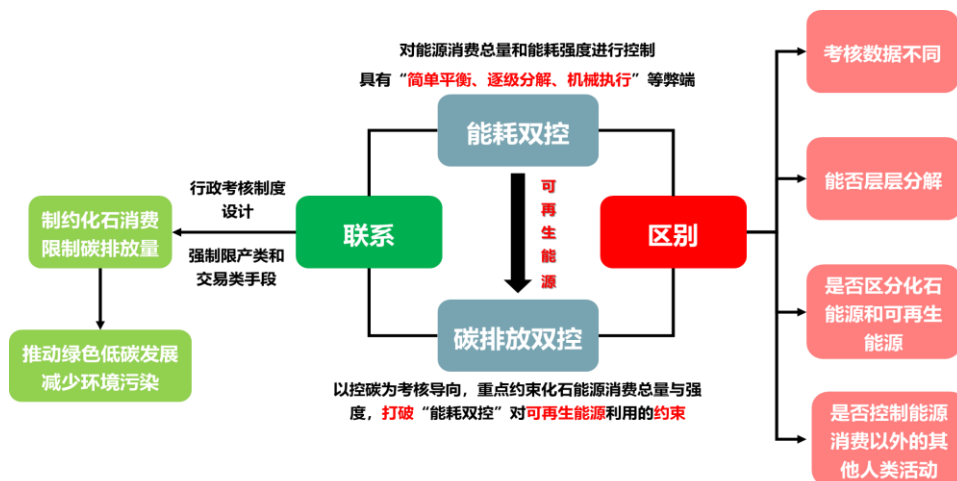 对能源消费总量和能耗强度进行控制
具有“简单平衡、逐级分解、机械执行”等弊端
能耗双控
可再生能源
碳排放双控
以控碳为考核导向，重点约束化石能源消费总量与强
度，打破“能耗双控”对可再生能源利用的约束
联系
行政考核制度
设计
强制限产类和
交易类手段
制约化石消费
限制碳排放量
推动绿色低碳发展
减少环境污染
区别
考核数据不同
能否层层分解
是否区分化石
能源和可再生
能源
是否控制能源
消费以外的其
他人类活动